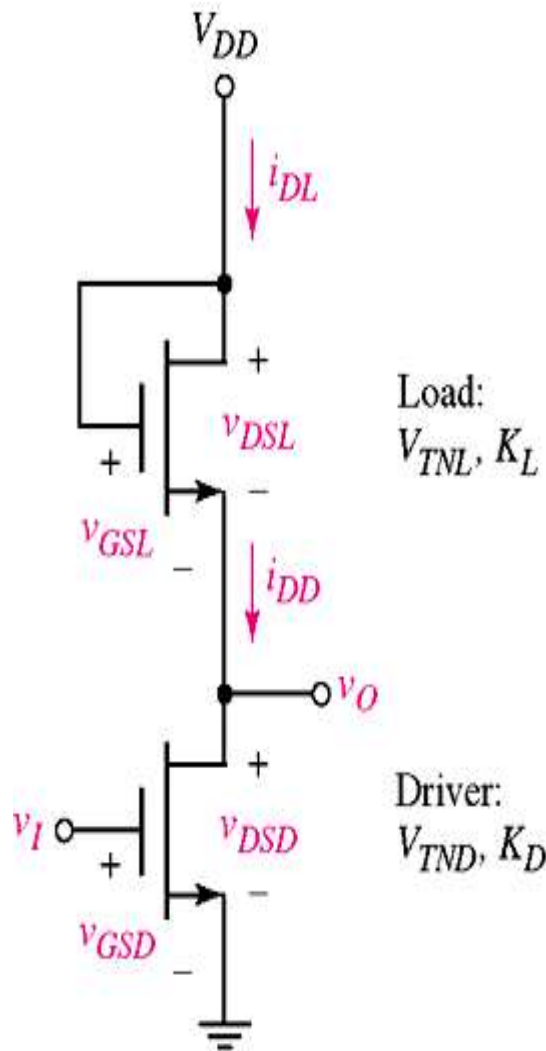 V_DD
i_DL
+
v_DSL
+
−
v_GSL
−
Load:
V_TNL, K_L
i_DD
v_O
+
v_I
v_DSD
+
−
v_GSD
−
Driver:
V_TND, K_D